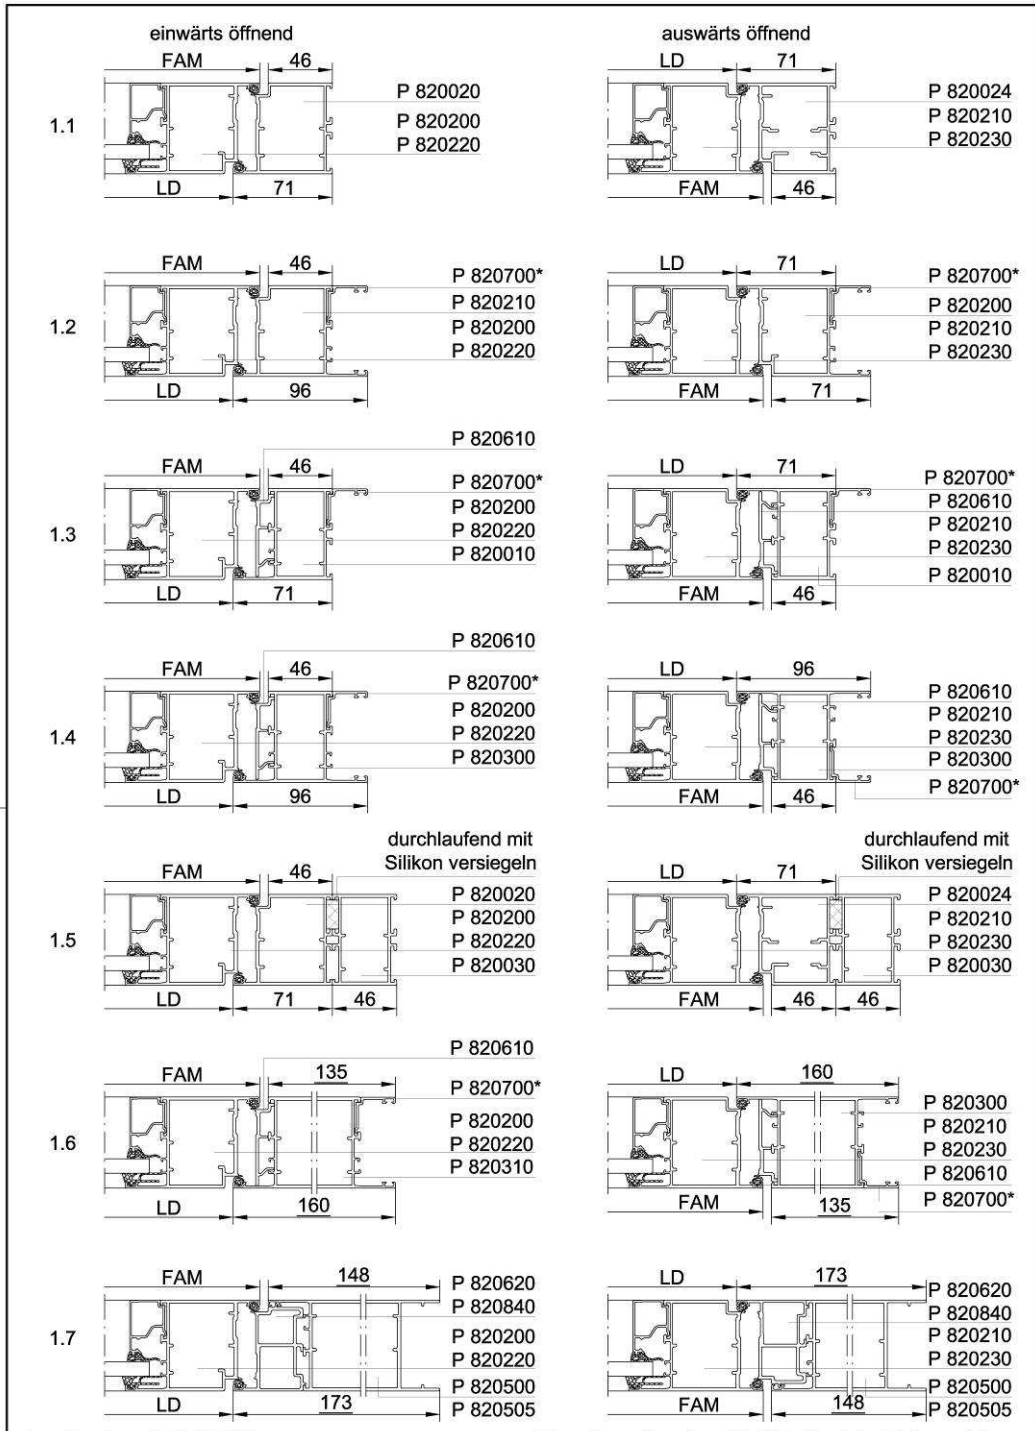 einwärts öffnend
auswärts öffnend
1.1
FAM 46
P 820020
P 820200
P 820220
LD 71
LD 71
P 820024
P 820210
P 820230
FAM 46
1.2
FAM 46
P 820700*
P 820210
P 820200
P 820220
LD 96
LD 71
P 820700*
P 820200
P 820210
P 820230
FAM 71
1.3
P 820610
FAM 46
P 820700*
P 820200
P 820220
P 820010
LD 71
LD 71
P 820700*
P 820610
P 820210
P 820230
P 820010
FAM 46
1.4
P 820610
FAM 46
P 820700*
P 820200
P 820220
P 820300
LD 96
LD 96
P 820610
P 820210
P 820230
P 820300
P 820700*
FAM 46
1.5
durchlaufend mit
Silikon versiegeln
FAM 46
P 820020
P 820200
P 820220
P 820030
LD 71 46
durchlaufend mit
Silikon versiegeln
LD 71
P 820024
P 820210
P 820230
P 820030
FAM 46 46
1.6
P 820610
FAM 135
P 820700*
P 820200
P 820220
P 820310
LD 160
LD 160
P 820300
P 820210
P 820230
P 820610
P 820700*
FAM 135
1.7
FAM 148
P 820620
P 820840
P 820200
P 820220
P 820500
P 820505
LD 173
LD 173
P 820620
P 820840
P 820210
P 820230
P 820500
P 820505
FAM 148